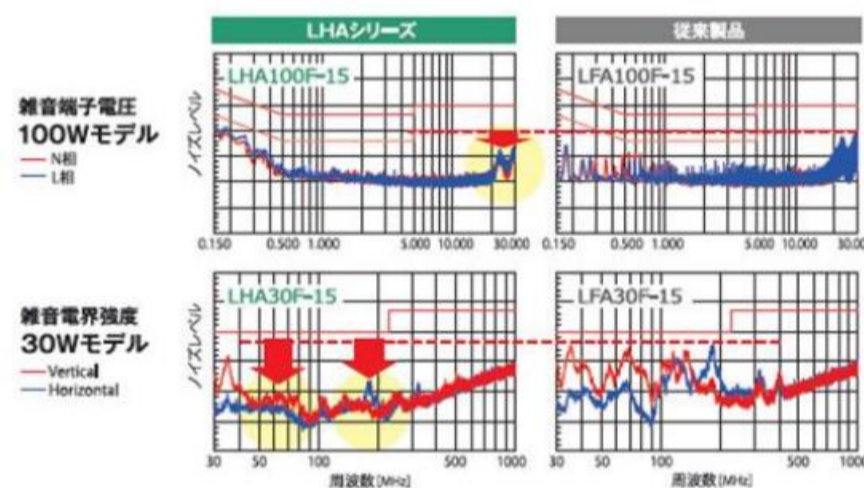 LHAシリーズ
従来製品
雑音端子電圧
100Wモデル
N相
L相
ノイズレベル
LHA100F-15
0.150 0.500 1.000 5.000 10.000 30.000
LFA100F-15
0.150 0.500 1.000 5.000 10.000 30.000
雑音電界強度
30Wモデル
Vertical
Horizontal
ノイズレベル
LHA30F-15
30 50 100 500 1000
周波数[MHz]
LFA30F-15
30 50 100 500 1000
周波数[MHz]